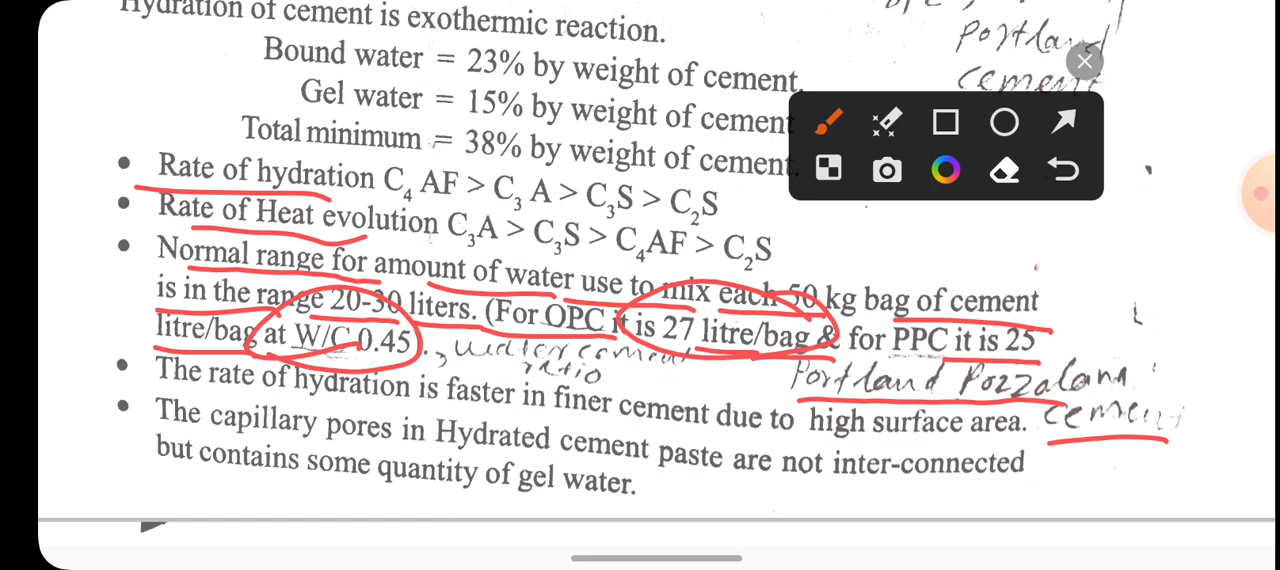 Hydration of cement is exothermic reaction.
Portland
cement
Bound water = 23% by weight of cement.
Gel water = 15% by weight of cement
Total minimum = 38% by weight of cement.
• Rate of hydration C₄ AF > C₃ A > C₃S > C₂S
• Rate of Heat evolution C₃A > C₃S > C₄AF > C₂S
• Normal range for amount of water use to mix each 50 kg bag of cement
is in the range 20-30 liters. (For OPC it is 27 litre/bag & for PPC it is 25
litre/bag at W/C 0.45). , water cement
ratio
Portland Pozzalana
cement
• The rate of hydration is faster in finer cement due to high surface area.
• The capillary pores in Hydrated cement paste are not inter-connected
but contains some quantity of gel water.